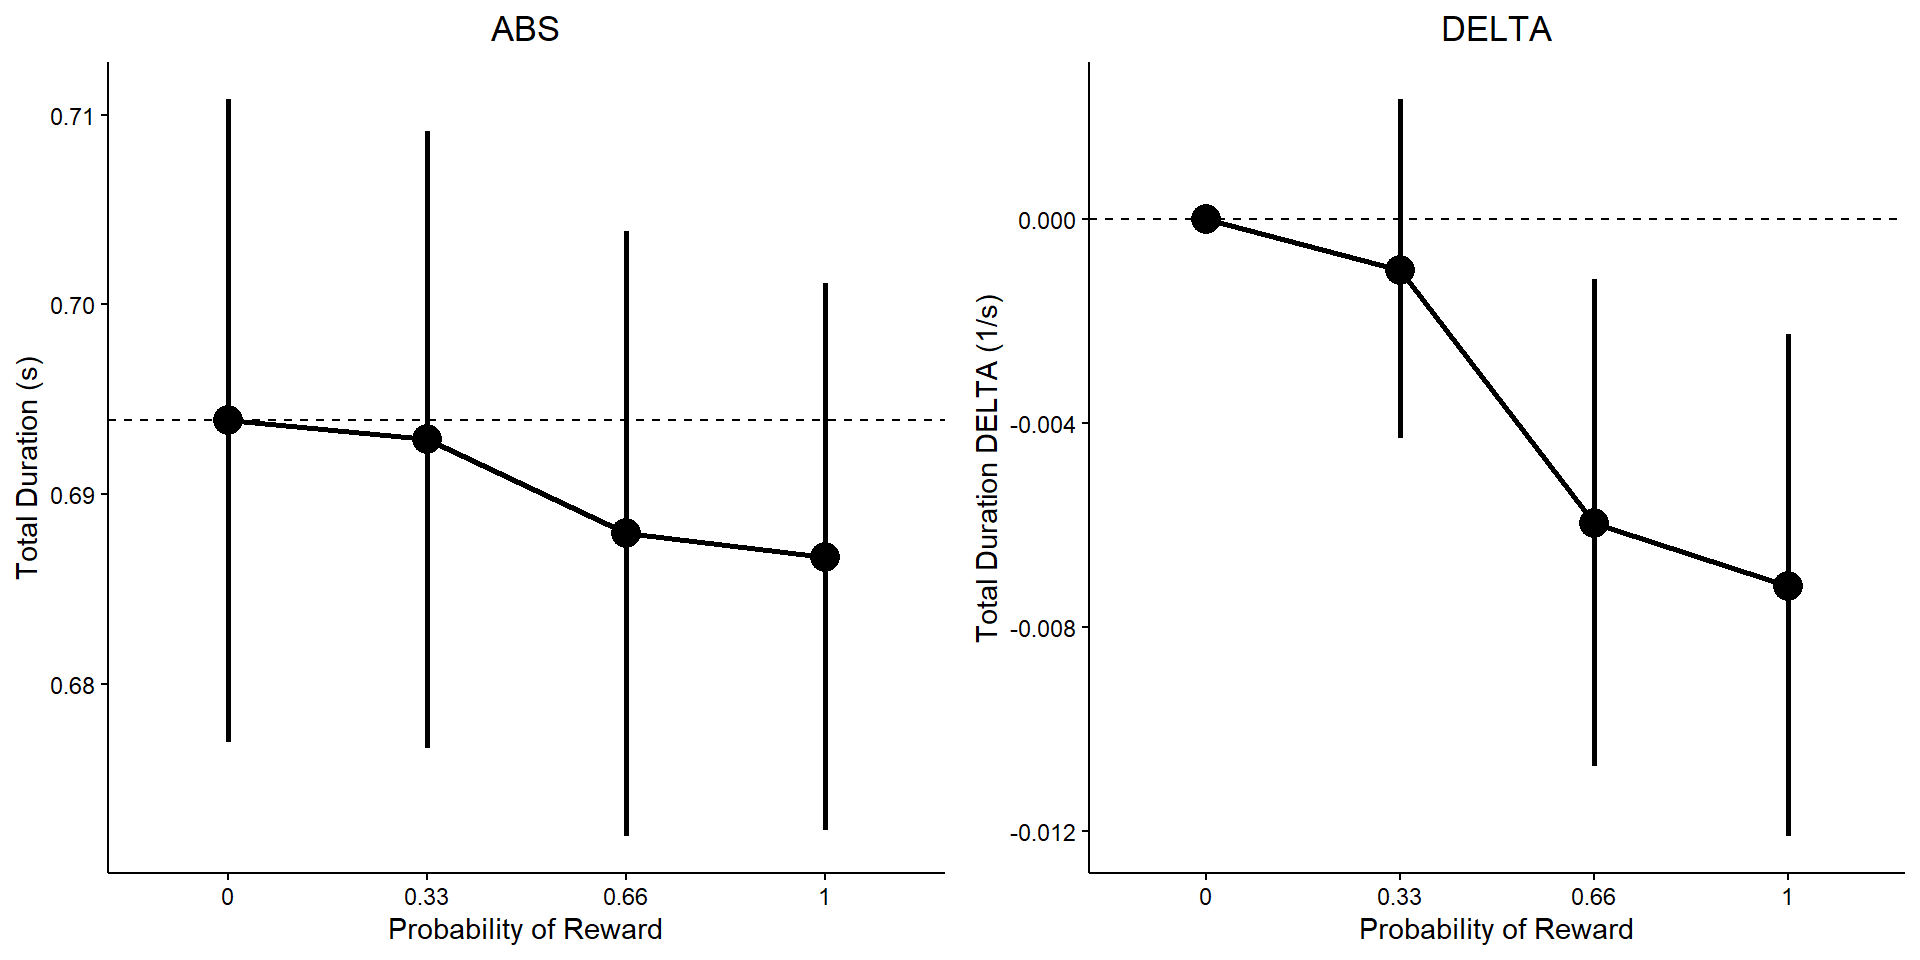 ABS
Total Duration (s)
0.71
0.70
0.69
0.68
0 0.33 0.66 1
Probability of Reward
DELTA
Total Duration DELTA (1/s)
0.000
-0.004
-0.008
-0.012
0 0.33 0.66 1
Probability of Reward